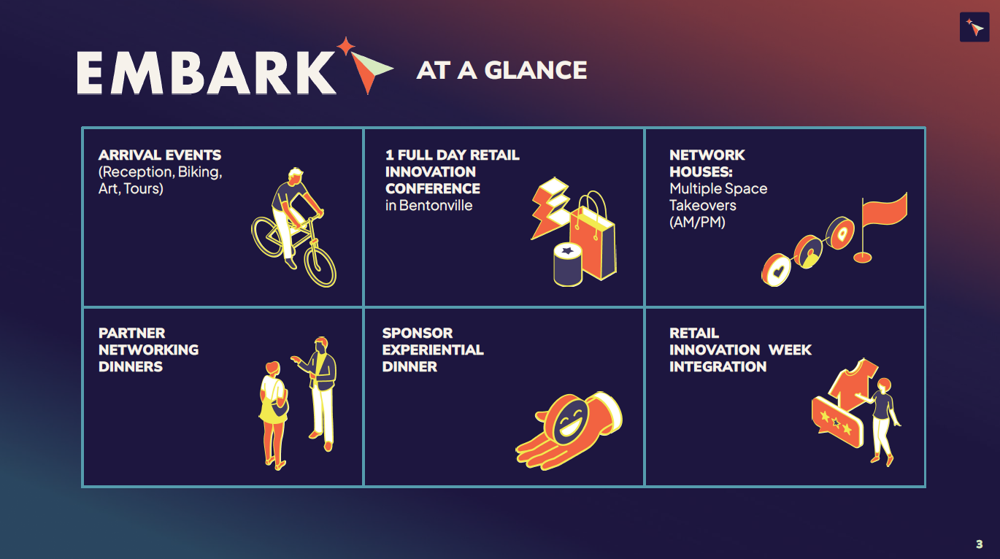 EMBARK AT A GLANCE
ARRIVAL EVENTS
(Reception, Biking,
Art, Tours)
1 FULL DAY RETAIL
INNOVATION
CONFERENCE
in Bentonville
NETWORK
HOUSES:
Multiple Space
Takeovers
(AM/PM)
PARTNER
NETWORKING
DINNERS
SPONSOR
EXPERIENTIAL
DINNER
RETAIL
INNOVATION WEEK
INTEGRATION
3